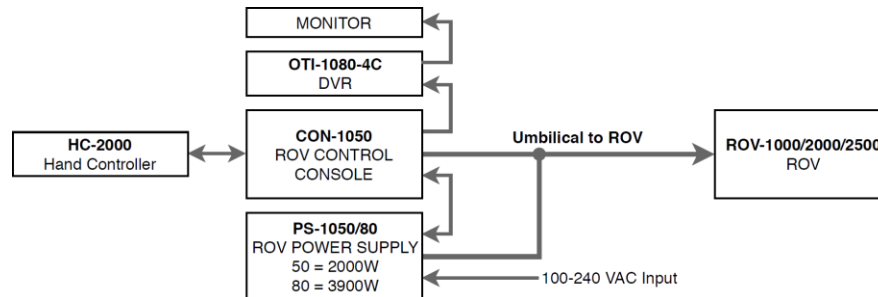 MONITOR
OTI-1080-4C
DVR
HC-2000
Hand Controller
CON-1050
ROV CONTROL
CONSOLE
Umbilical to ROV
ROV-1000/2000/2500
ROV
PS-1050/80
ROV POWER SUPPLY
50 = 2000W
80 = 3900W
100-240 VAC Input